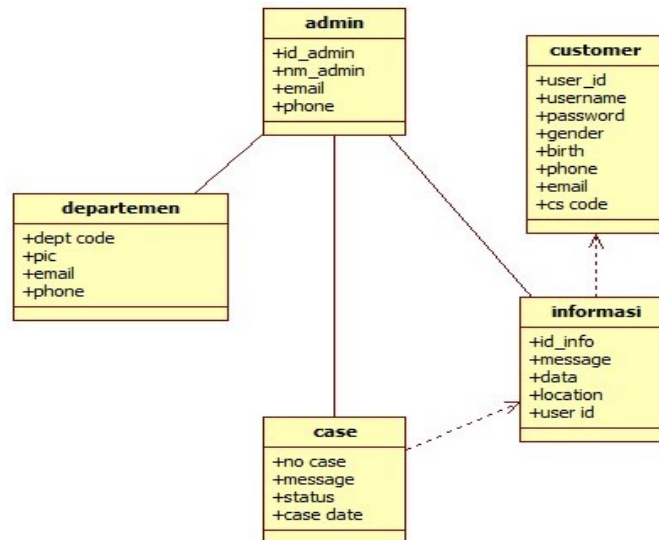 admin
+id_admin
+nm_admin
+email
+phone
customer
+user_id
+username
+password
+gender
+birth
+phone
+email
+cs code
departemen
+dept code
+pic
+email
+phone
informasi
+id_info
+message
+data
+location
+user id
case
+no case
+message
+status
+case date